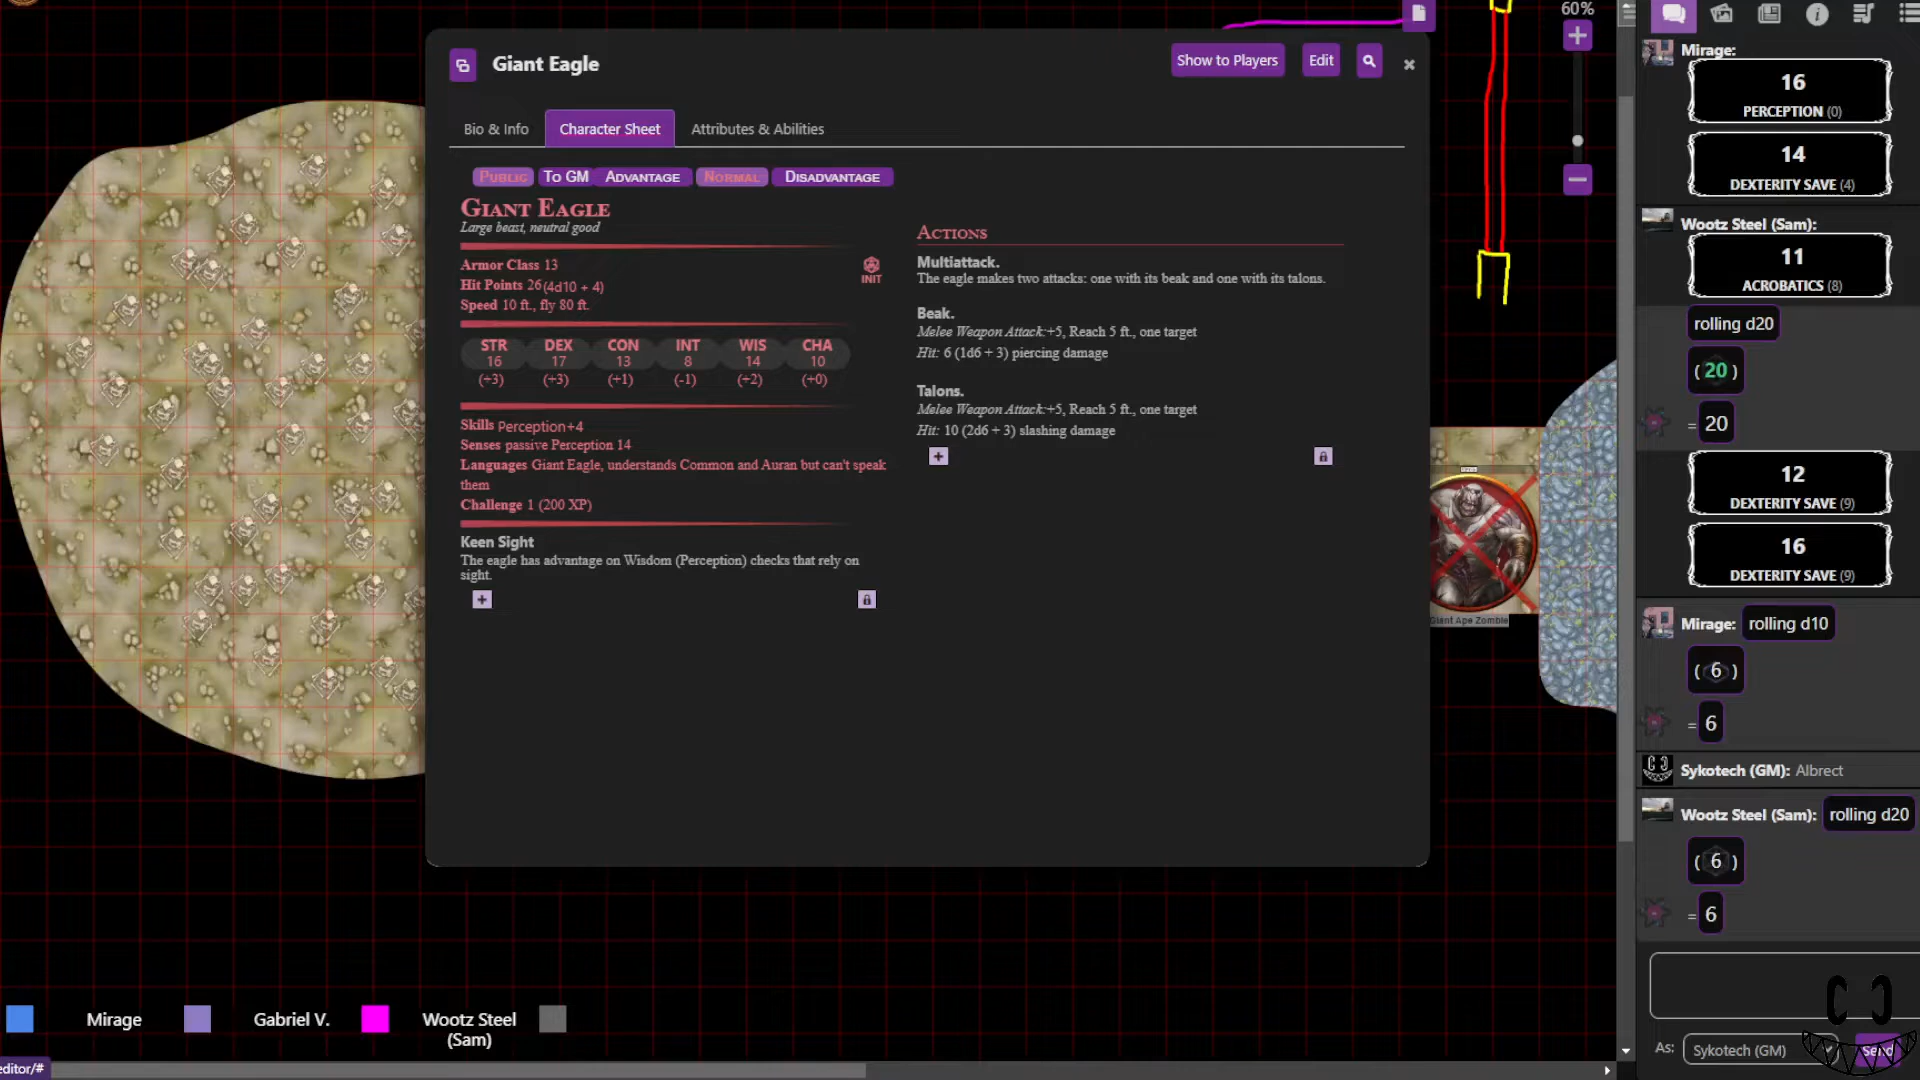 60%
Giant Eagle
Show to Players
Edit
Bio & Info
Character Sheet
Attributes & Abilities
PUBLIC
To GM
ADVANTAGE
NORMAL
DISADVANTAGE
GIANT EAGLE
Large beast, neutral good
Armor Class 13
Hit Points 26 (4d10 + 4)
Speed 10 ft., fly 80 ft.
INIT
STR DEX CON INT WIS CHA
16 17 13 8 14 10
(+3) (+3) (+1) (-1) (+2) (+0)
Skills Perception+4
Senses passive Perception 14
Languages Giant Eagle, understands Common and Auran but can't speak
them
Challenge 1 (200 XP)
Keen Sight
The eagle has advantage on Wisdom (Perception) checks that rely on
sight.
ACTIONS
Multiattack.
The eagle makes two attacks: one with its beak and one with its talons.
Beak.
Melee Weapon Attack:+5, Reach 5 ft., one target
Hit: 6 (1d6 + 3) piercing damage
Talons.
Melee Weapon Attack:+5, Reach 5 ft., one target
Hit: 10 (2d6 + 3) slashing damage
Giant Ape Zombie
Mirage:
16
PERCEPTION (0)
14
DEXTERITY SAVE (4)
Wootz Steel (Sam):
11
ACROBATICS (8)
rolling d20
(20)
= 20
12
DEXTERITY SAVE (9)
16
DEXTERITY SAVE (9)
Mirage: rolling d10
(6)
= 6
Sykotech (GM): Albrect
Wootz Steel (Sam): rolling d20
(6)
= 6
As: Sykotech (GM)
Send
Mirage
Gabriel V.
Wootz Steel
(Sam)
editor/#